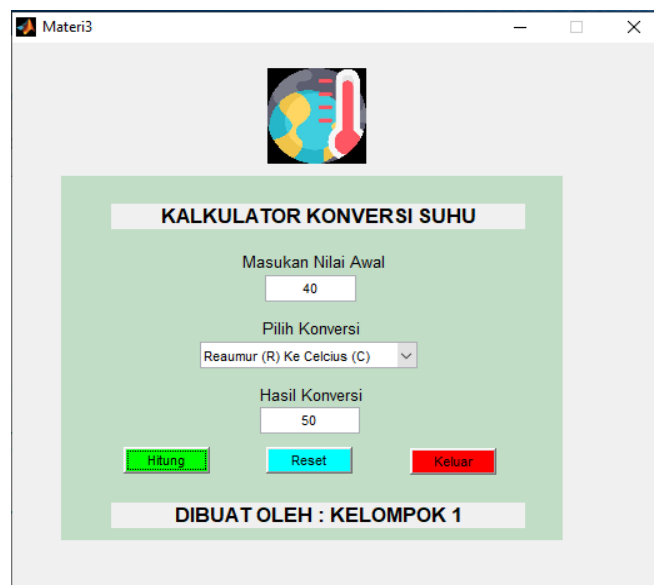 Materi3
KALKULATOR KONVERSI SUHU
Masukan Nilai Awal
40
Pilih Konversi
Reaumur (R) Ke Celcius (C)
Hasil Konversi
50
Hitung Reset Keluar
DIBUAT OLEH : KELOMPOK 1